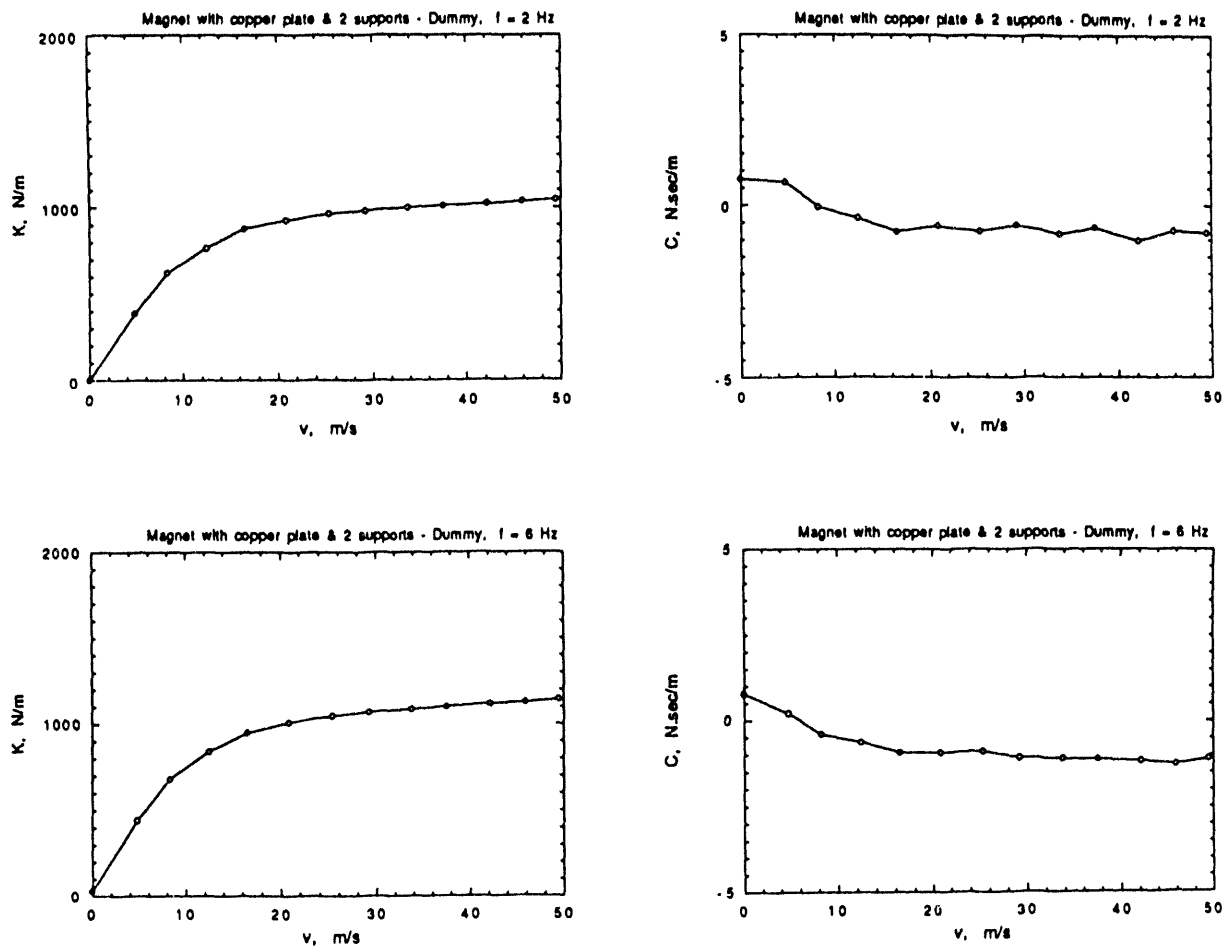 Magnet with copper plate & 2 supports - Dummy, f = 2 Hz
2000
1000
0
K, N/m
0 10 20 30 40 50
v, m/s
Magnet with copper plate & 2 supports - Dummy, f = 2 Hz
5
0
-5
C, N.sec/m
0 10 20 30 40 50
v, m/s
Magnet with copper plate & 2 supports - Dummy, f = 6 Hz
2000
1000
0
K, N/m
0 10 20 30 40 50
v, m/s
Magnet with copper plate & 2 supports - Dummy, f = 6 Hz
5
0
-5
C, N.sec/m
0 10 20 30 40 50
v, m/s